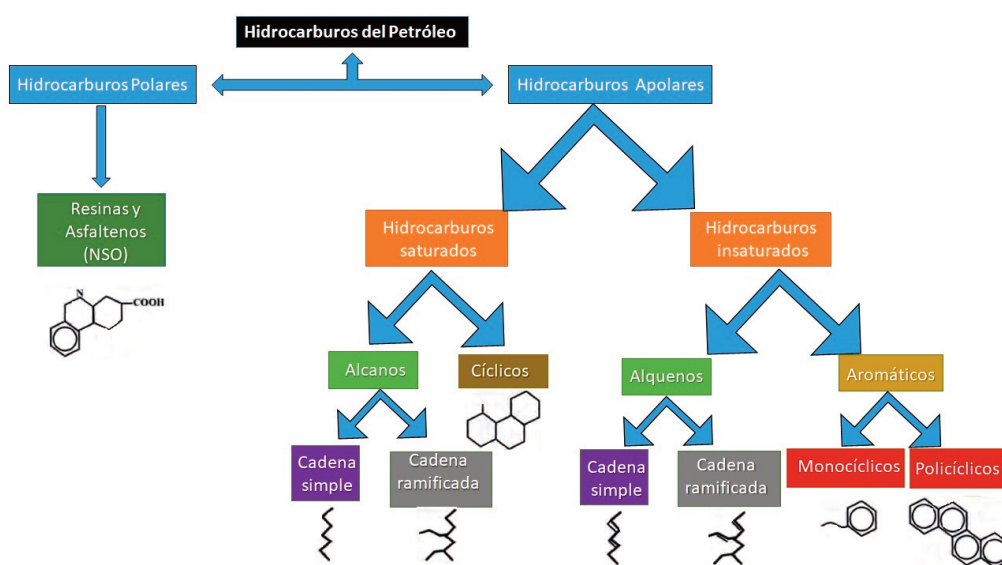 Hidrocarburos del Petróleo
Hidrocarburos Polares
Hidrocarburos Apolares
Resinas y
Asfaltenos
(NSO)
N
COOH
Hidrocarburos
saturados
Hidrocarburos
insaturados
Alcanos
Cíclicos
Alquenos
Aromáticos
Cadena
simple
Cadena
ramificada
Cadena
simple
Cadena
ramificada
Monocíclicos
Policíclicos